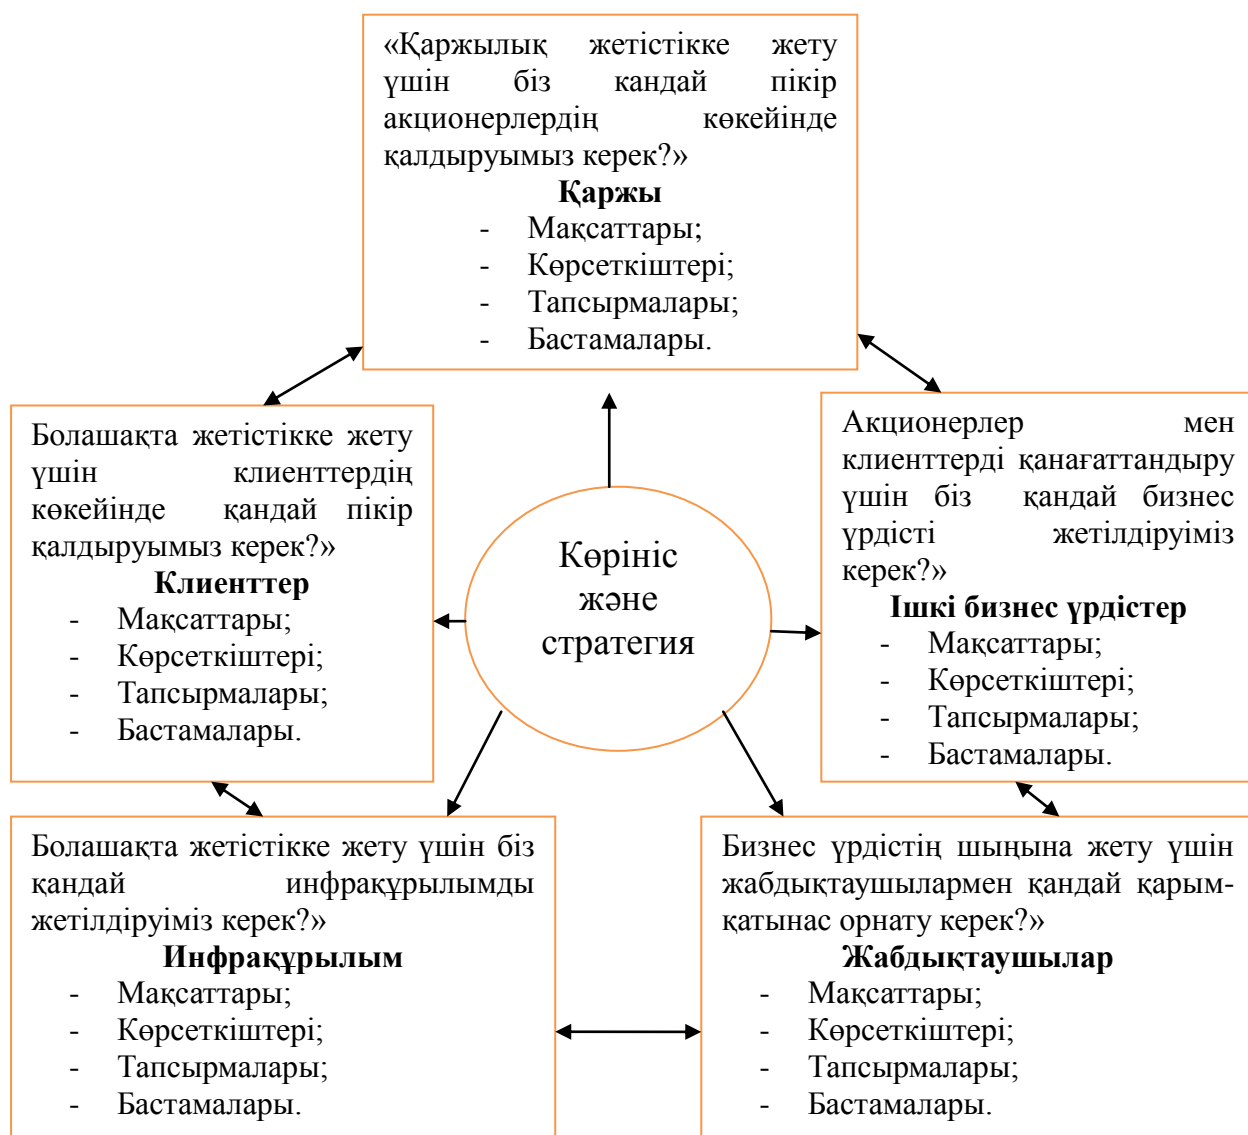 «Қаржылық жетістікке жету
үшін біз кандай пікір
акционерлердің көкейінде
қалдыруымыз керек?»
Қаржы
- Мақсаттары;
- Көрсеткіштері;
- Тапсырмалары;
- Бастамалары.
Болашақта жетістікке жету
үшін клиенттердің
көкейінде қандай пікір
қалдыруымыз керек?»
Клиенттер
- Мақсаттары;
- Көрсеткіштері;
- Тапсырмалары;
- Бастамалары.
Көрініс
және
стратегия
Акционерлер мен
клиенттерді қанағаттандыру
үшін біз қандай бизнес
үрдісті жетілдіруіміз
керек?»
Ішкі бизнес үрдістер
- Мақсаттары;
- Көрсеткіштері;
- Тапсырмалары;
- Бастамалары.
Болашақта жетістікке жету үшін біз
қандай инфрақұрылымды
жетілдіруіміз керек?»
Инфрақұрылым
- Мақсаттары;
- Көрсеткіштері;
- Тапсырмалары;
- Бастамалары.
Бизнес үрдістің шыңына жету үшін
жабдықтаушылармен қандай қарым-
қатынас орнату керек?»
Жабдықтаушылар
- Мақсаттары;
- Көрсеткіштері;
- Тапсырмалары;
- Бастамалары.